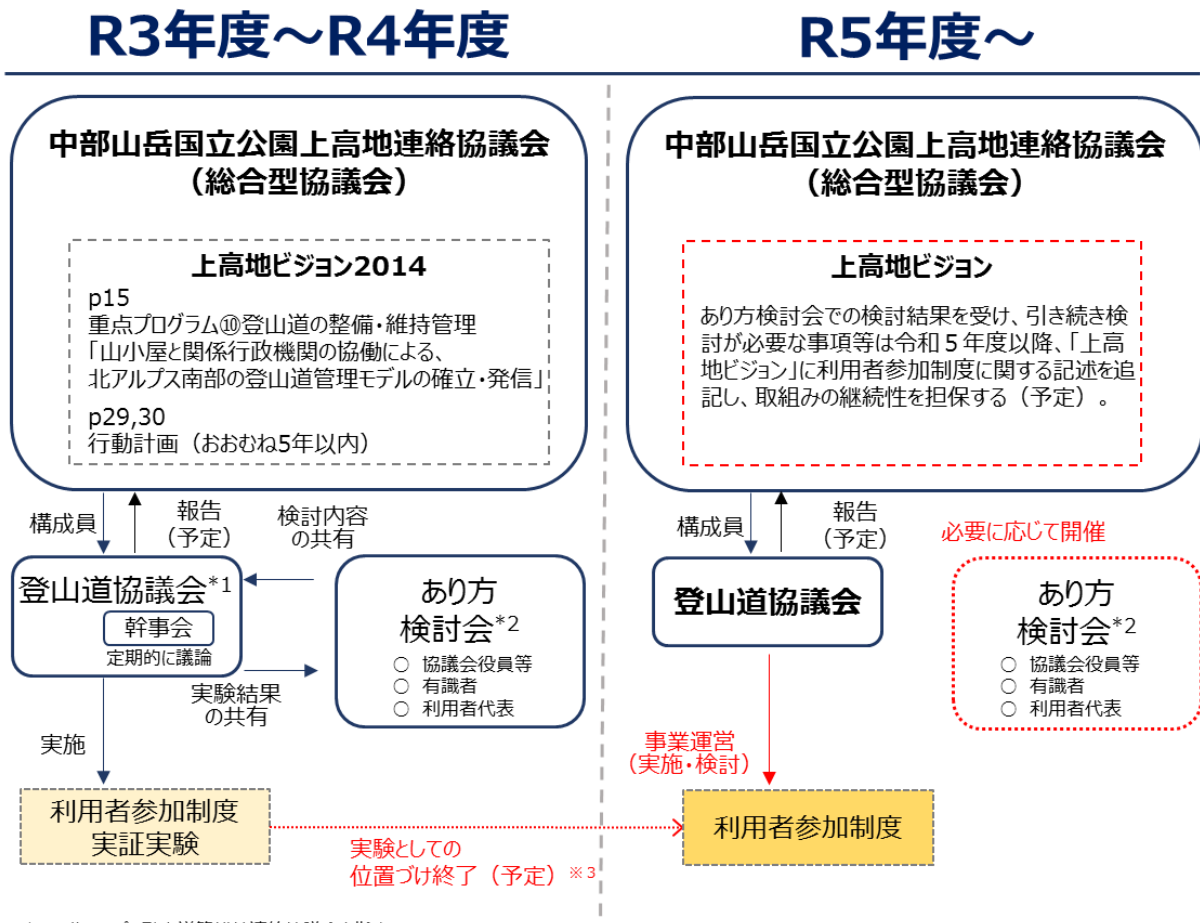 R3年度～R4年度
中部山岳国立公園上高地連絡協議会
（総合型協議会）
上高地ビジョン2014
p15
重点プログラム⑩登山道の整備・維持管理
「山小屋と関係行政機関の協働による、
北アルプス南部の登山道管理モデルの確立・発信」
p29,30
行動計画（おおむね5年以内）
構成員
報告
（予定）
検討内容
の共有
登山道協議会*1
幹事会
定期的に議論
あり方
検討会*2
○ 協議会役員等
○ 有識者
○ 利用者代表
実験結果
の共有
実施
利用者参加制度
実証実験
実験としての
位置づけ終了（予定）※3
R5年度～
中部山岳国立公園上高地連絡協議会
（総合型協議会）
上高地ビジョン
あり方検討会での検討結果を受け、引き続き検
討が必要な事項等は令和５年度以降、「上高
地ビジョン」に利用者参加制度に関する記述を追
記し、取組みの継続性を担保する（予定）。
構成員
報告
（予定）
必要に応じて開催
登山道協議会
あり方
検討会*2
○ 協議会役員等
○ 有識者
○ 利用者代表
事業運営
（実施・検討）
利用者参加制度